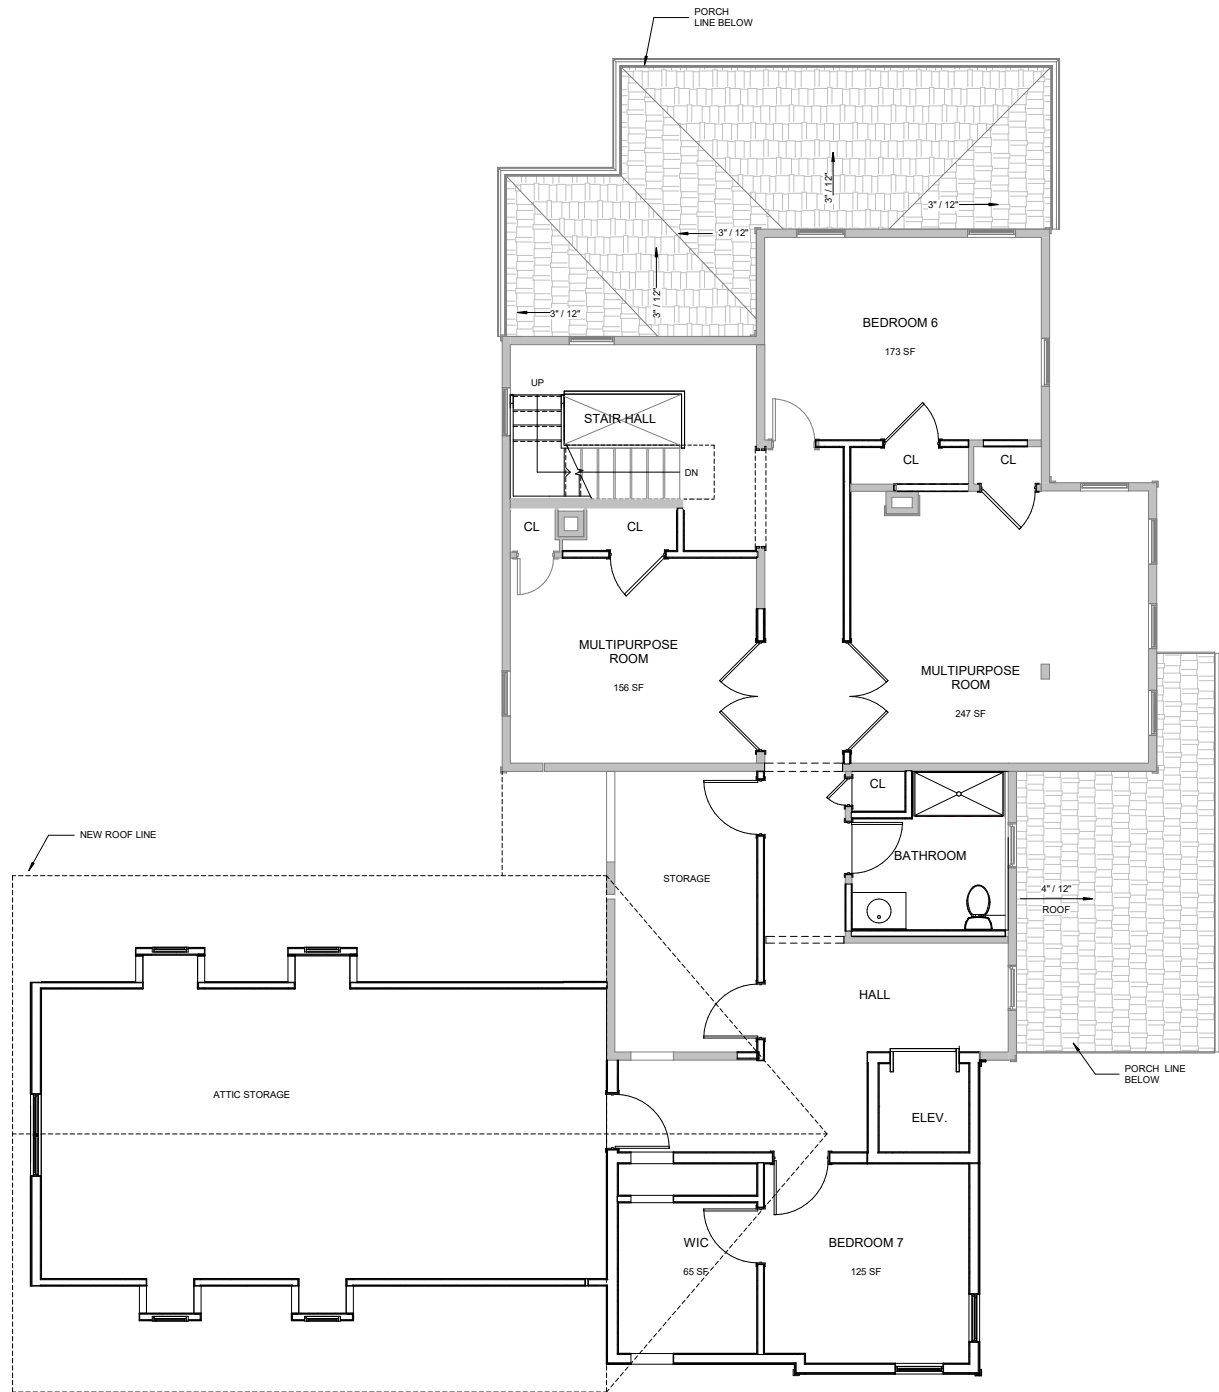 PORCH
LINE BELOW
3" / 12"
3" / 12"
3" / 12"
3" / 12"
3" / 12"
BEDROOM 6
173 SF
UP
STAIR HALL
DN
CL
CL
CL
CL
MULTIPURPOSE
ROOM
156 SF
MULTIPURPOSE
ROOM
247 SF
CL
NEW ROOF LINE
BATHROOM
STORAGE
4" / 12"
ROOF
HALL
PORCH LINE
BELOW
ATTIC STORAGE
ELEV.
WIC
65 SF
BEDROOM 7
125 SF